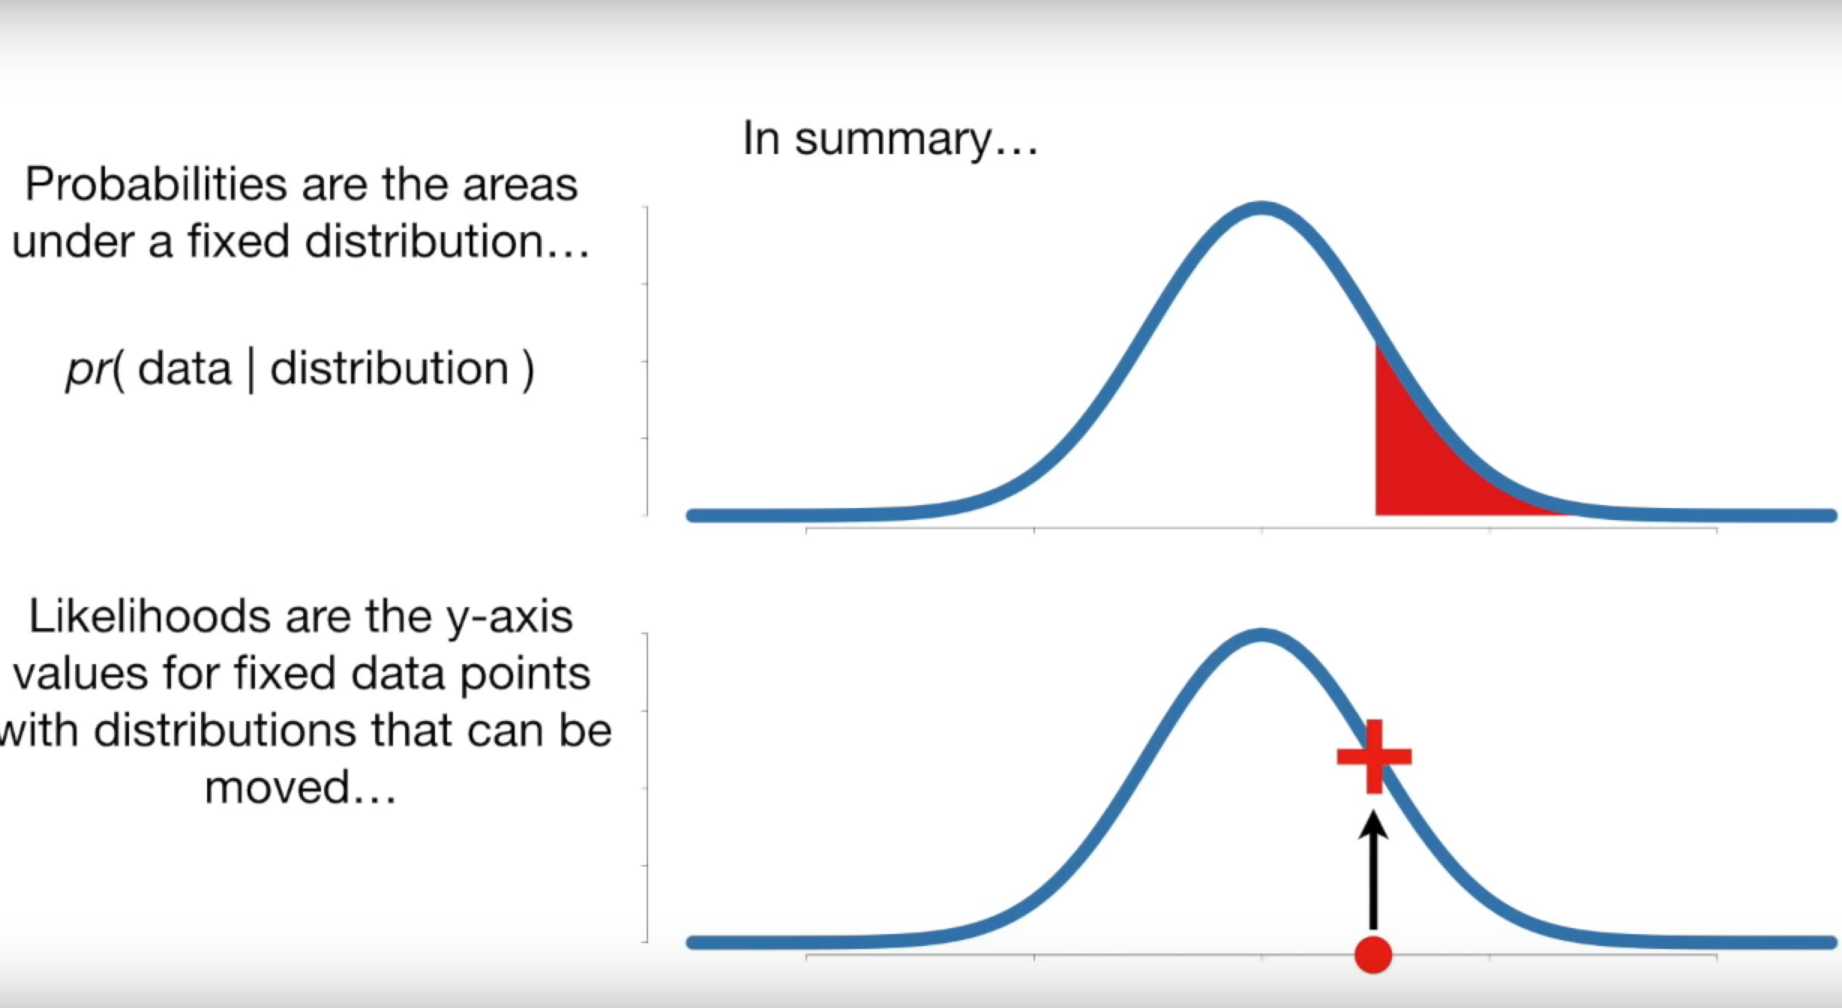 In summary…
Probabilities are the areas
under a fixed distribution…
pr( data | distribution )
Likelihoods are the y-axis
values for fixed data points
with distributions that can be
moved…